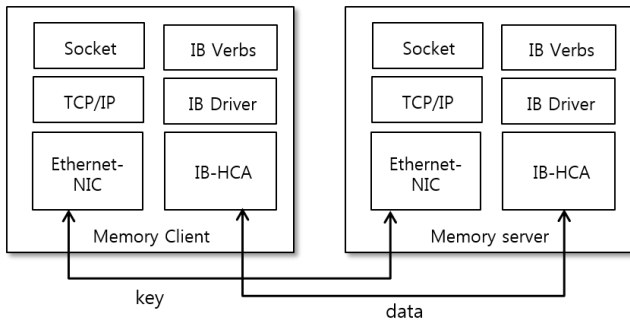 Socket
IB Verbs
TCP/IP
IB Driver
Ethernet-
NIC
IB-HCA
Memory Client
Socket
IB Verbs
TCP/IP
IB Driver
Ethernet-
NIC
IB-HCA
Memory server
key
data